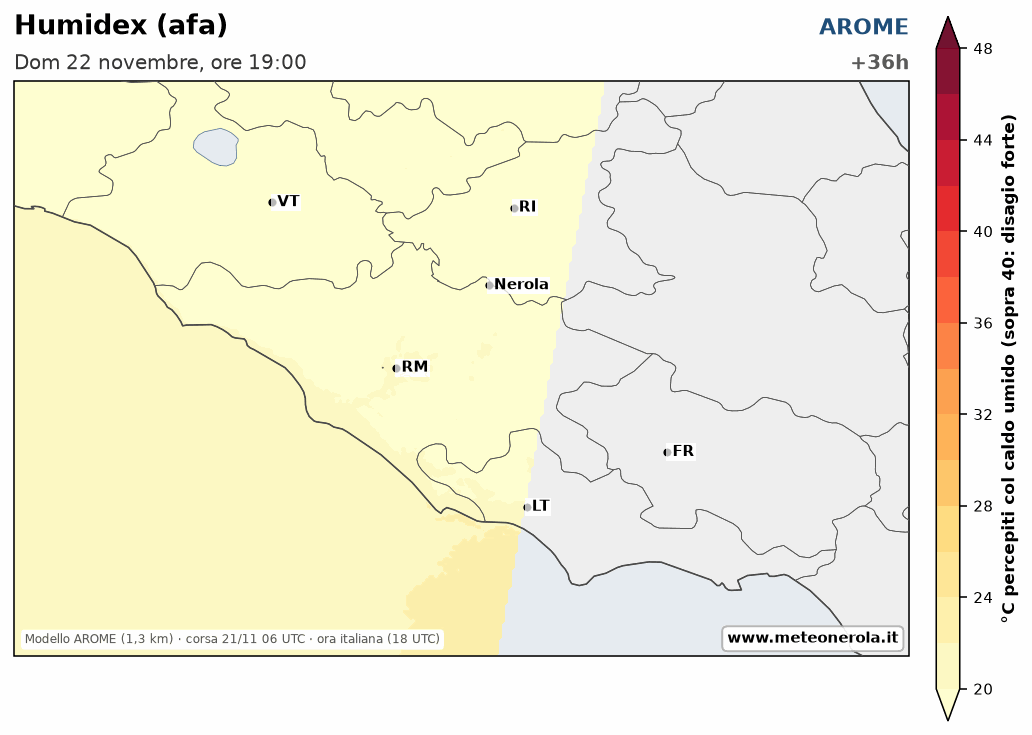 Humidex (afa)
AROME
Dom 22 novembre, ore 19:00
+36h
VT
RI
Nerola
RM
FR
LT
Modello AROME (1,3 km) · corsa 21/11 06 UTC · ora italiana (18 UTC)
www.meteonerola.it
48
44
40
36
32
28
24
20
°C percepiti col caldo umido (sopra 40: disagio forte)